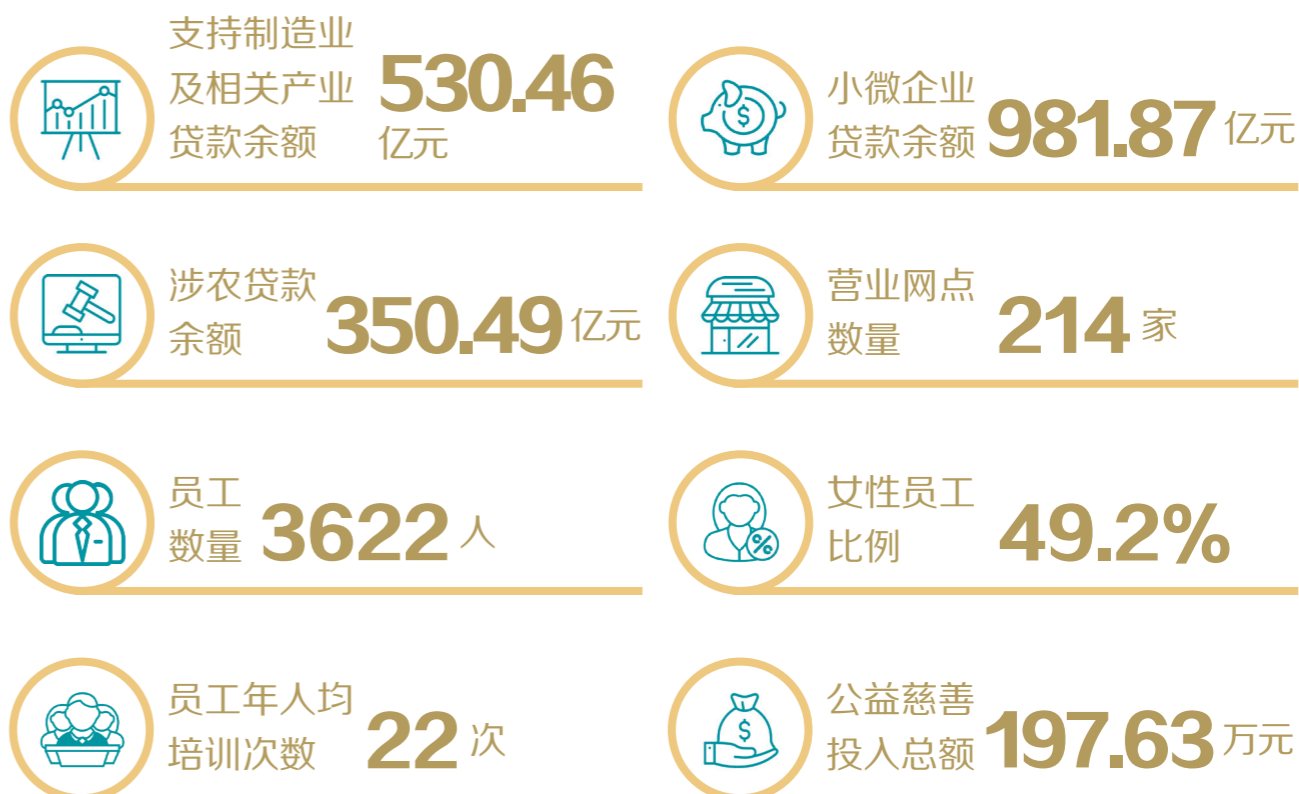 支持制造业
及相关产业
贷款余额
530.46
亿元
小微企业
贷款余额 981.87 亿元
涉农贷款
余额 350.49 亿元
营业网点
数量 214 家
员工
数量 3622 人
女性员工
比例 49.2%
员工年人均
培训次数 22 次
公益慈善
投入总额 197.63 万元